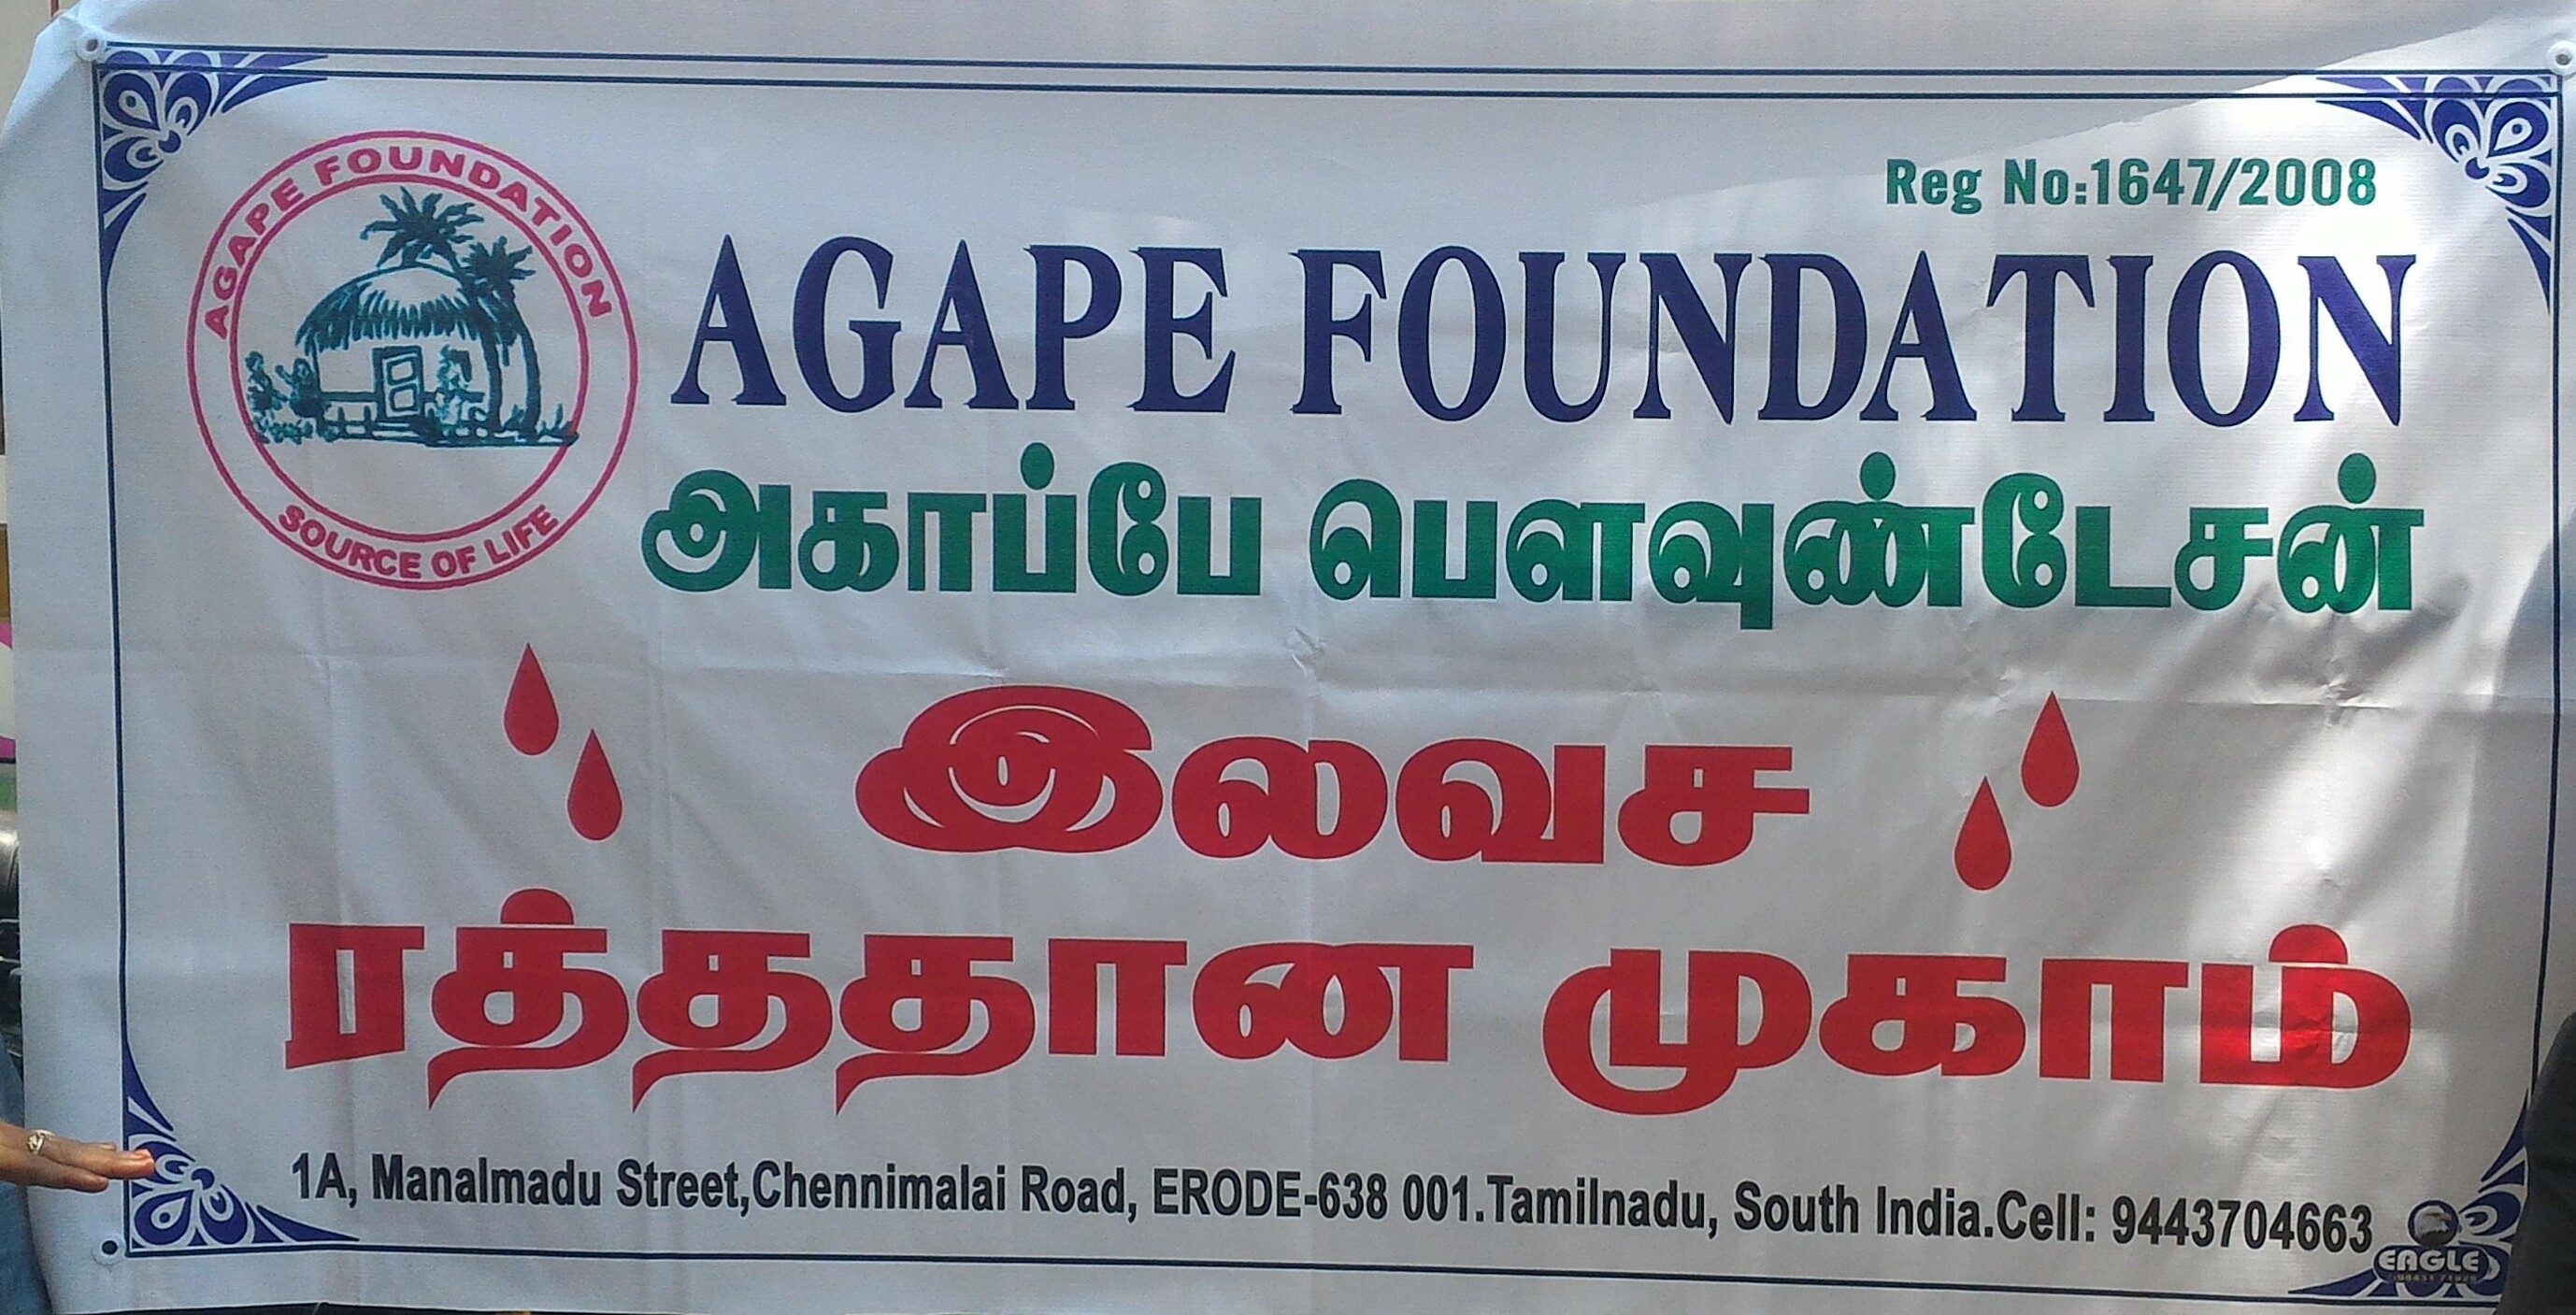 AGAPE FOUNDATION
SOURCE OF LIFE
Reg No:1647/2008
AGAPE FOUNDATION
அகாப்பே பௌவுண்டேசன்
இலவச
ரத்ததான முகாம்
1A, Manalmadu Street,Chennimalai Road, ERODE-638 001.Tamilnadu, South India.Cell: 9443704663
EAGLE